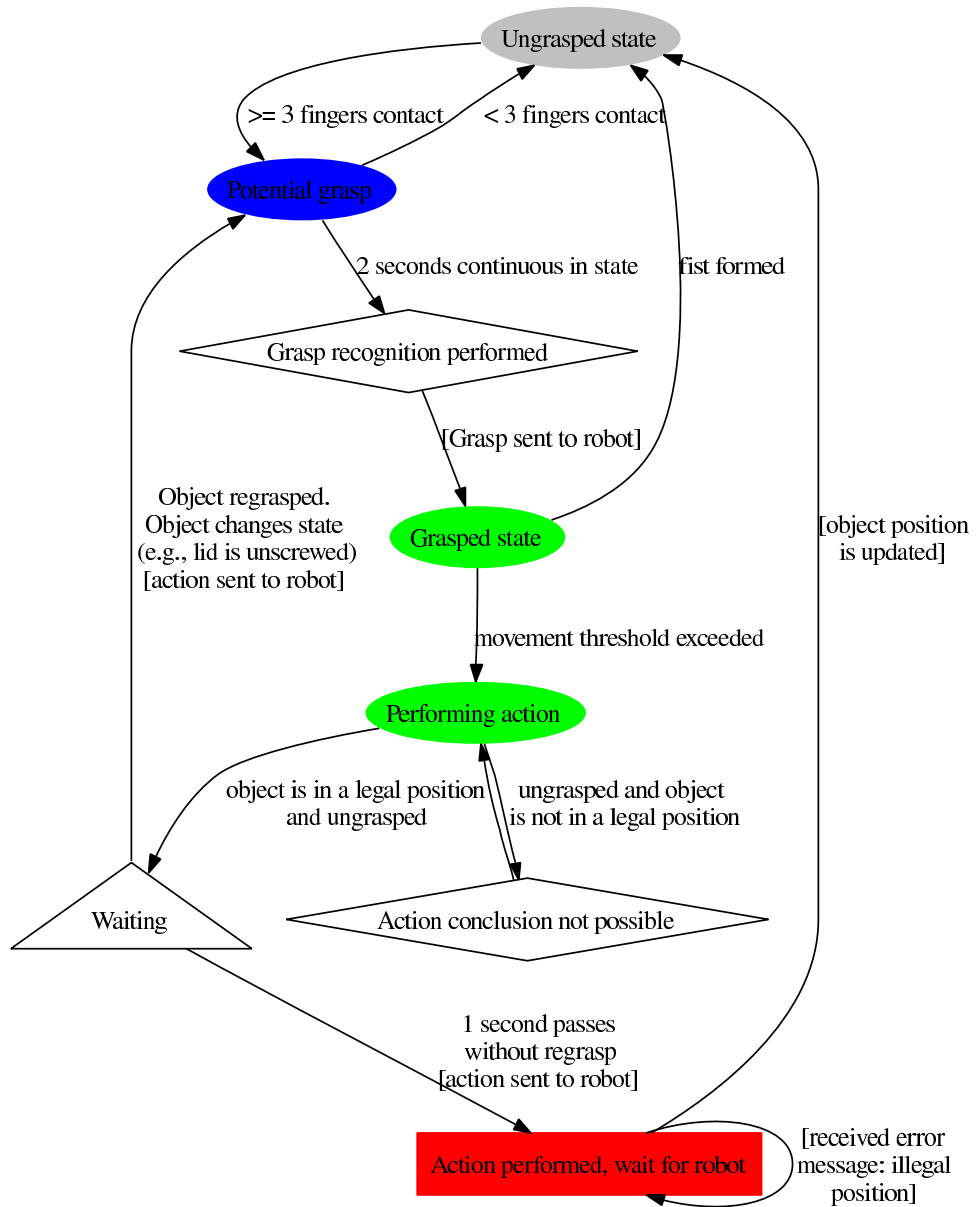 Ungrasped state
>= 3 fingers contact
< 3 fingers contact
Potential grasp
2 seconds continuous in state
fist formed
Grasp recognition performed
[Grasp sent to robot]
Object regrasped.
Object changes state
(e.g., lid is unscrewed)
[action sent to robot]
[object position
is updated]
Grasped state
movement threshold exceeded
Performing action
object is in a legal position
and ungrasped
ungrasped and object
is not in a legal position
Waiting
Action conclusion not possible
1 second passes
without regrasp
[action sent to robot]
Action performed, wait for robot
[received error
message: illegal
position]